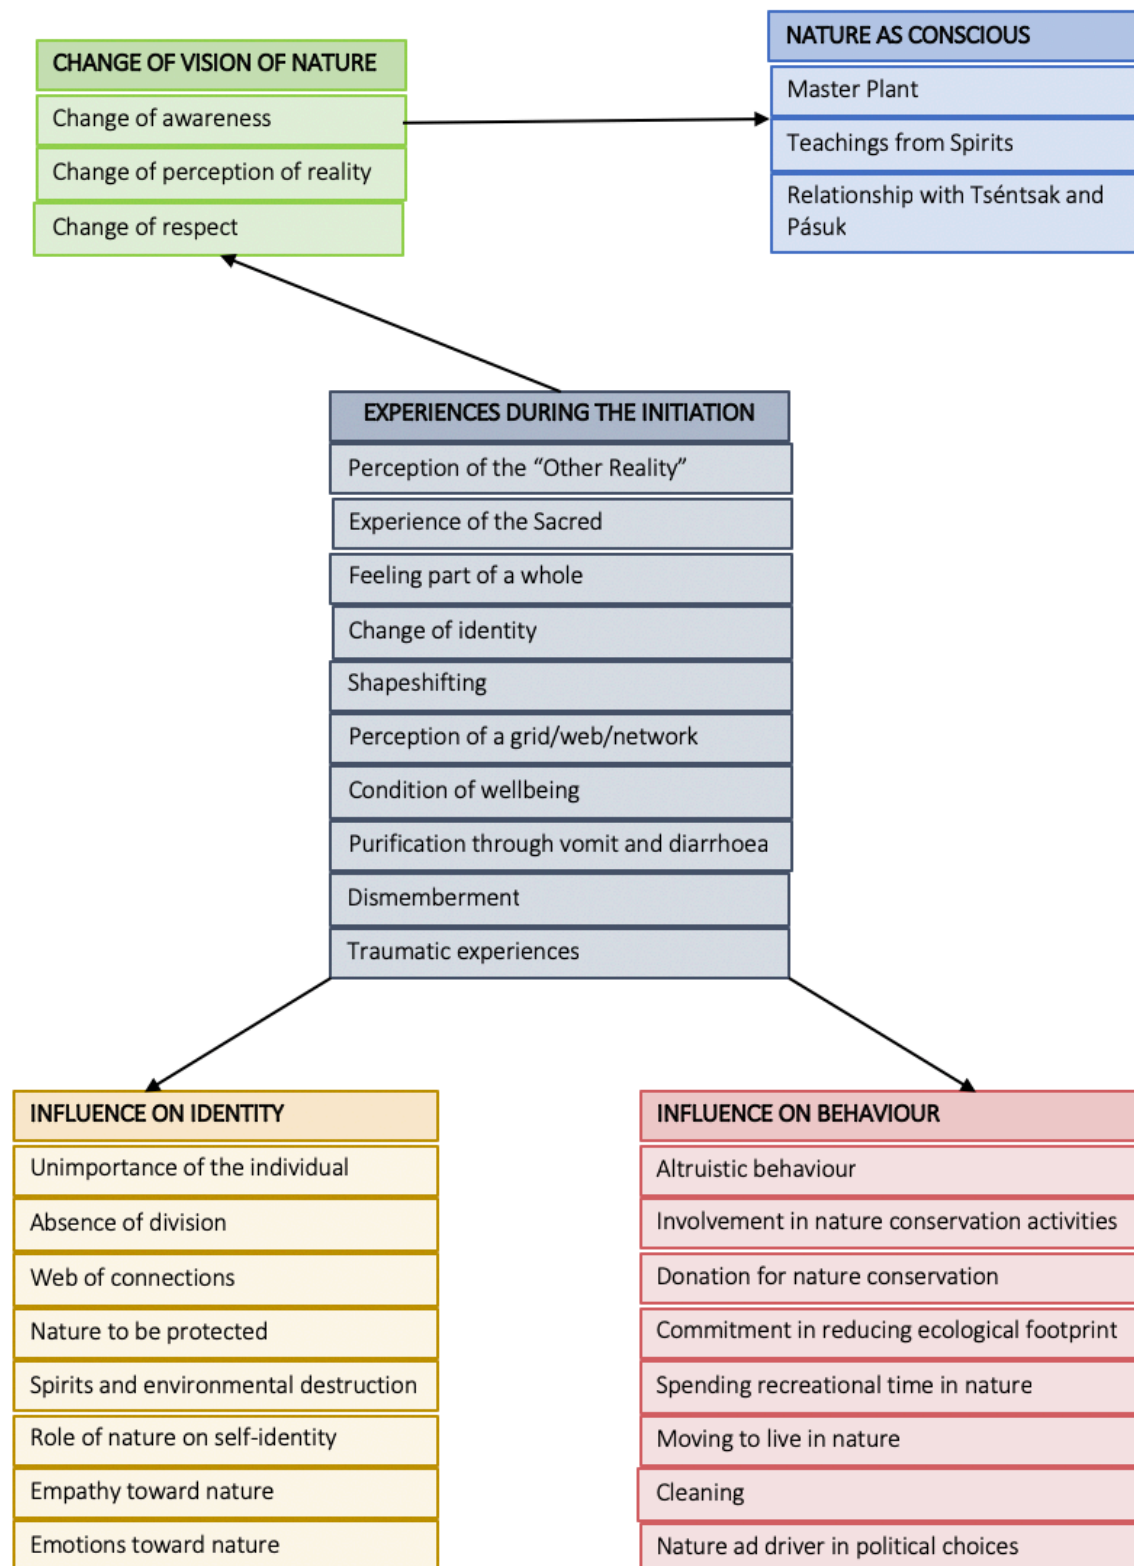 CHANGE OF VISION OF NATURE
Change of awareness
Change of perception of reality
Change of respect
NATURE AS CONSCIOUS
Master Plant
Teachings from Spirits
Relationship with Tséntsak and
Pásuk
EXPERIENCES DURING THE INITIATION
Perception of the “Other Reality”
Experience of the Sacred
Feeling part of a whole
Change of identity
Shapeshifting
Perception of a grid/web/network
Condition of wellbeing
Purification through vomit and diarrhoea
Dismemberment
Traumatic experiences
INFLUENCE ON IDENTITY
Unimportance of the individual
Absence of division
Web of connections
Nature to be protected
Spirits and environmental destruction
Role of nature on self-identity
Empathy toward nature
Emotions toward nature
INFLUENCE ON BEHAVIOUR
Altruistic behaviour
Involvement in nature conservation activities
Donation for nature conservation
Commitment in reducing ecological footprint
Spending recreational time in nature
Moving to live in nature
Cleaning
Nature ad driver in political choices